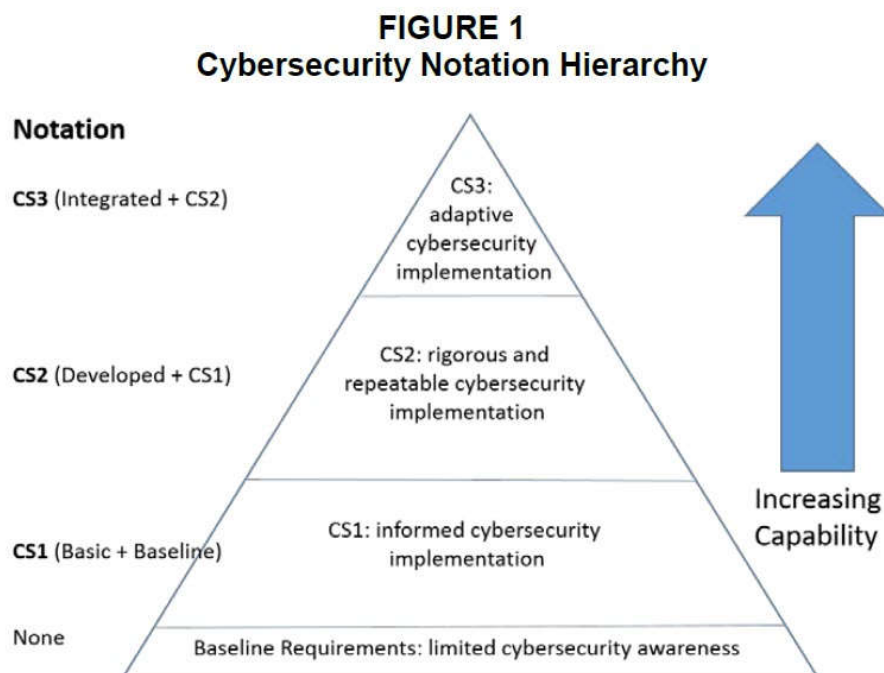 FIGURE 1
Cybersecurity Notation Hierarchy
Notation
CS3 (Integrated + CS2)
CS3:
adaptive
cybersecurity
implementation
CS2 (Developed + CS1)
CS2: rigorous and
repeatable cybersecurity
implementation
Increasing
Capability
CS1 (Basic + Baseline)
CS1: informed cybersecurity
implementation
None
Baseline Requirements: limited cybersecurity awareness